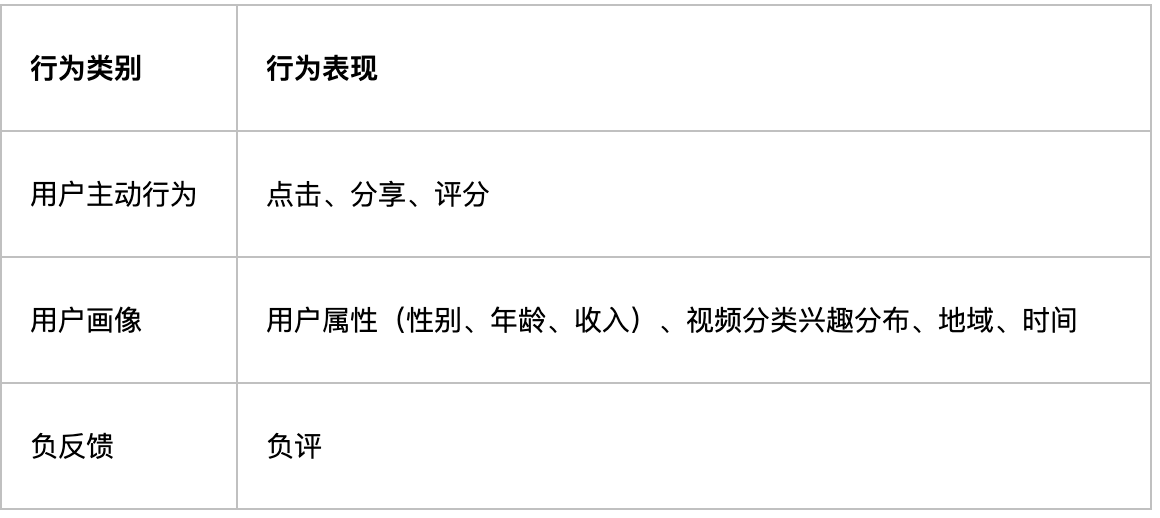 行为类别 行为表现
用户主动行为 点击、分享、评分
用户画像 用户属性（性别、年龄、收入）、视频分类兴趣分布、地域、时间
负反馈 负评